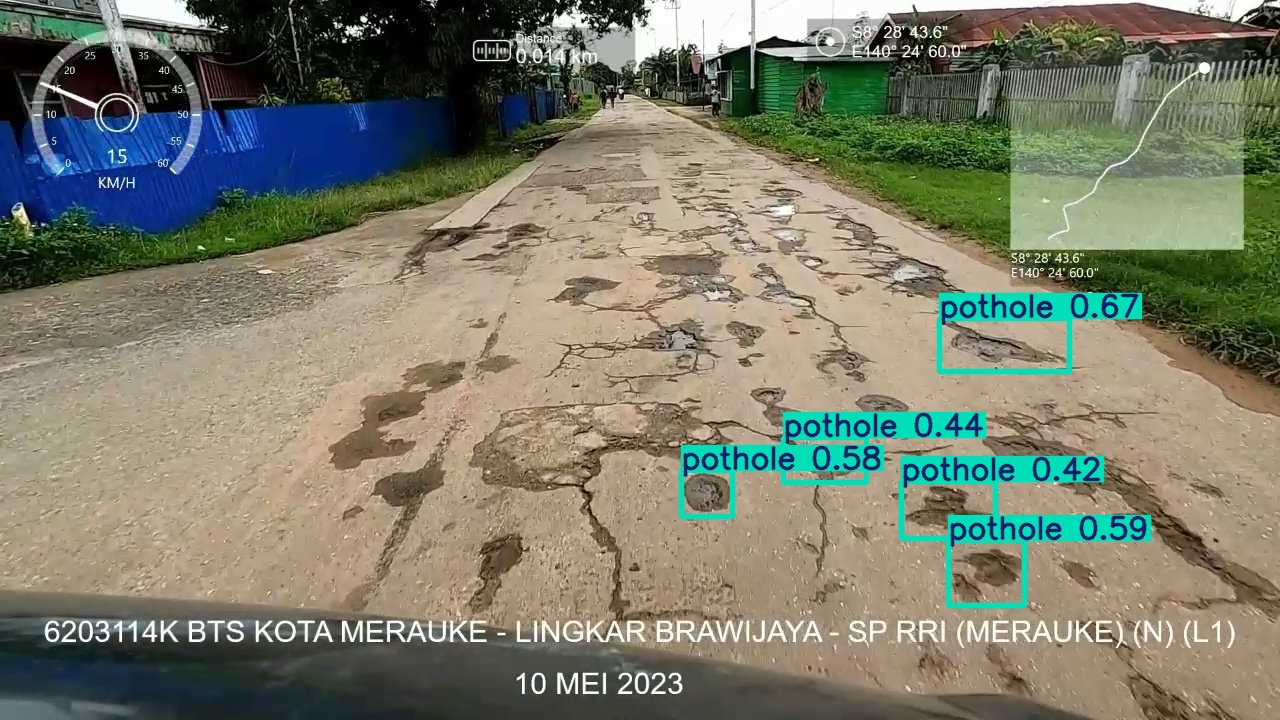 Distance
0.014 km
S8° 28' 43.6"
E140° 24' 60.0"
0
5
10
15
20
25
30
35
40
45
50
55
60
15
KM/H
S8° 28' 43.6"
E140° 24' 60.0"
pothole 0.67
pothole 0.44
pothole 0.58
pothole 0.42
pothole 0.59
6203114K BTS KOTA MERAUKE - LINGKAR BRAWIJAYA - SP RRI (MERAUKE) (N) (L1)
10 MEI 2023